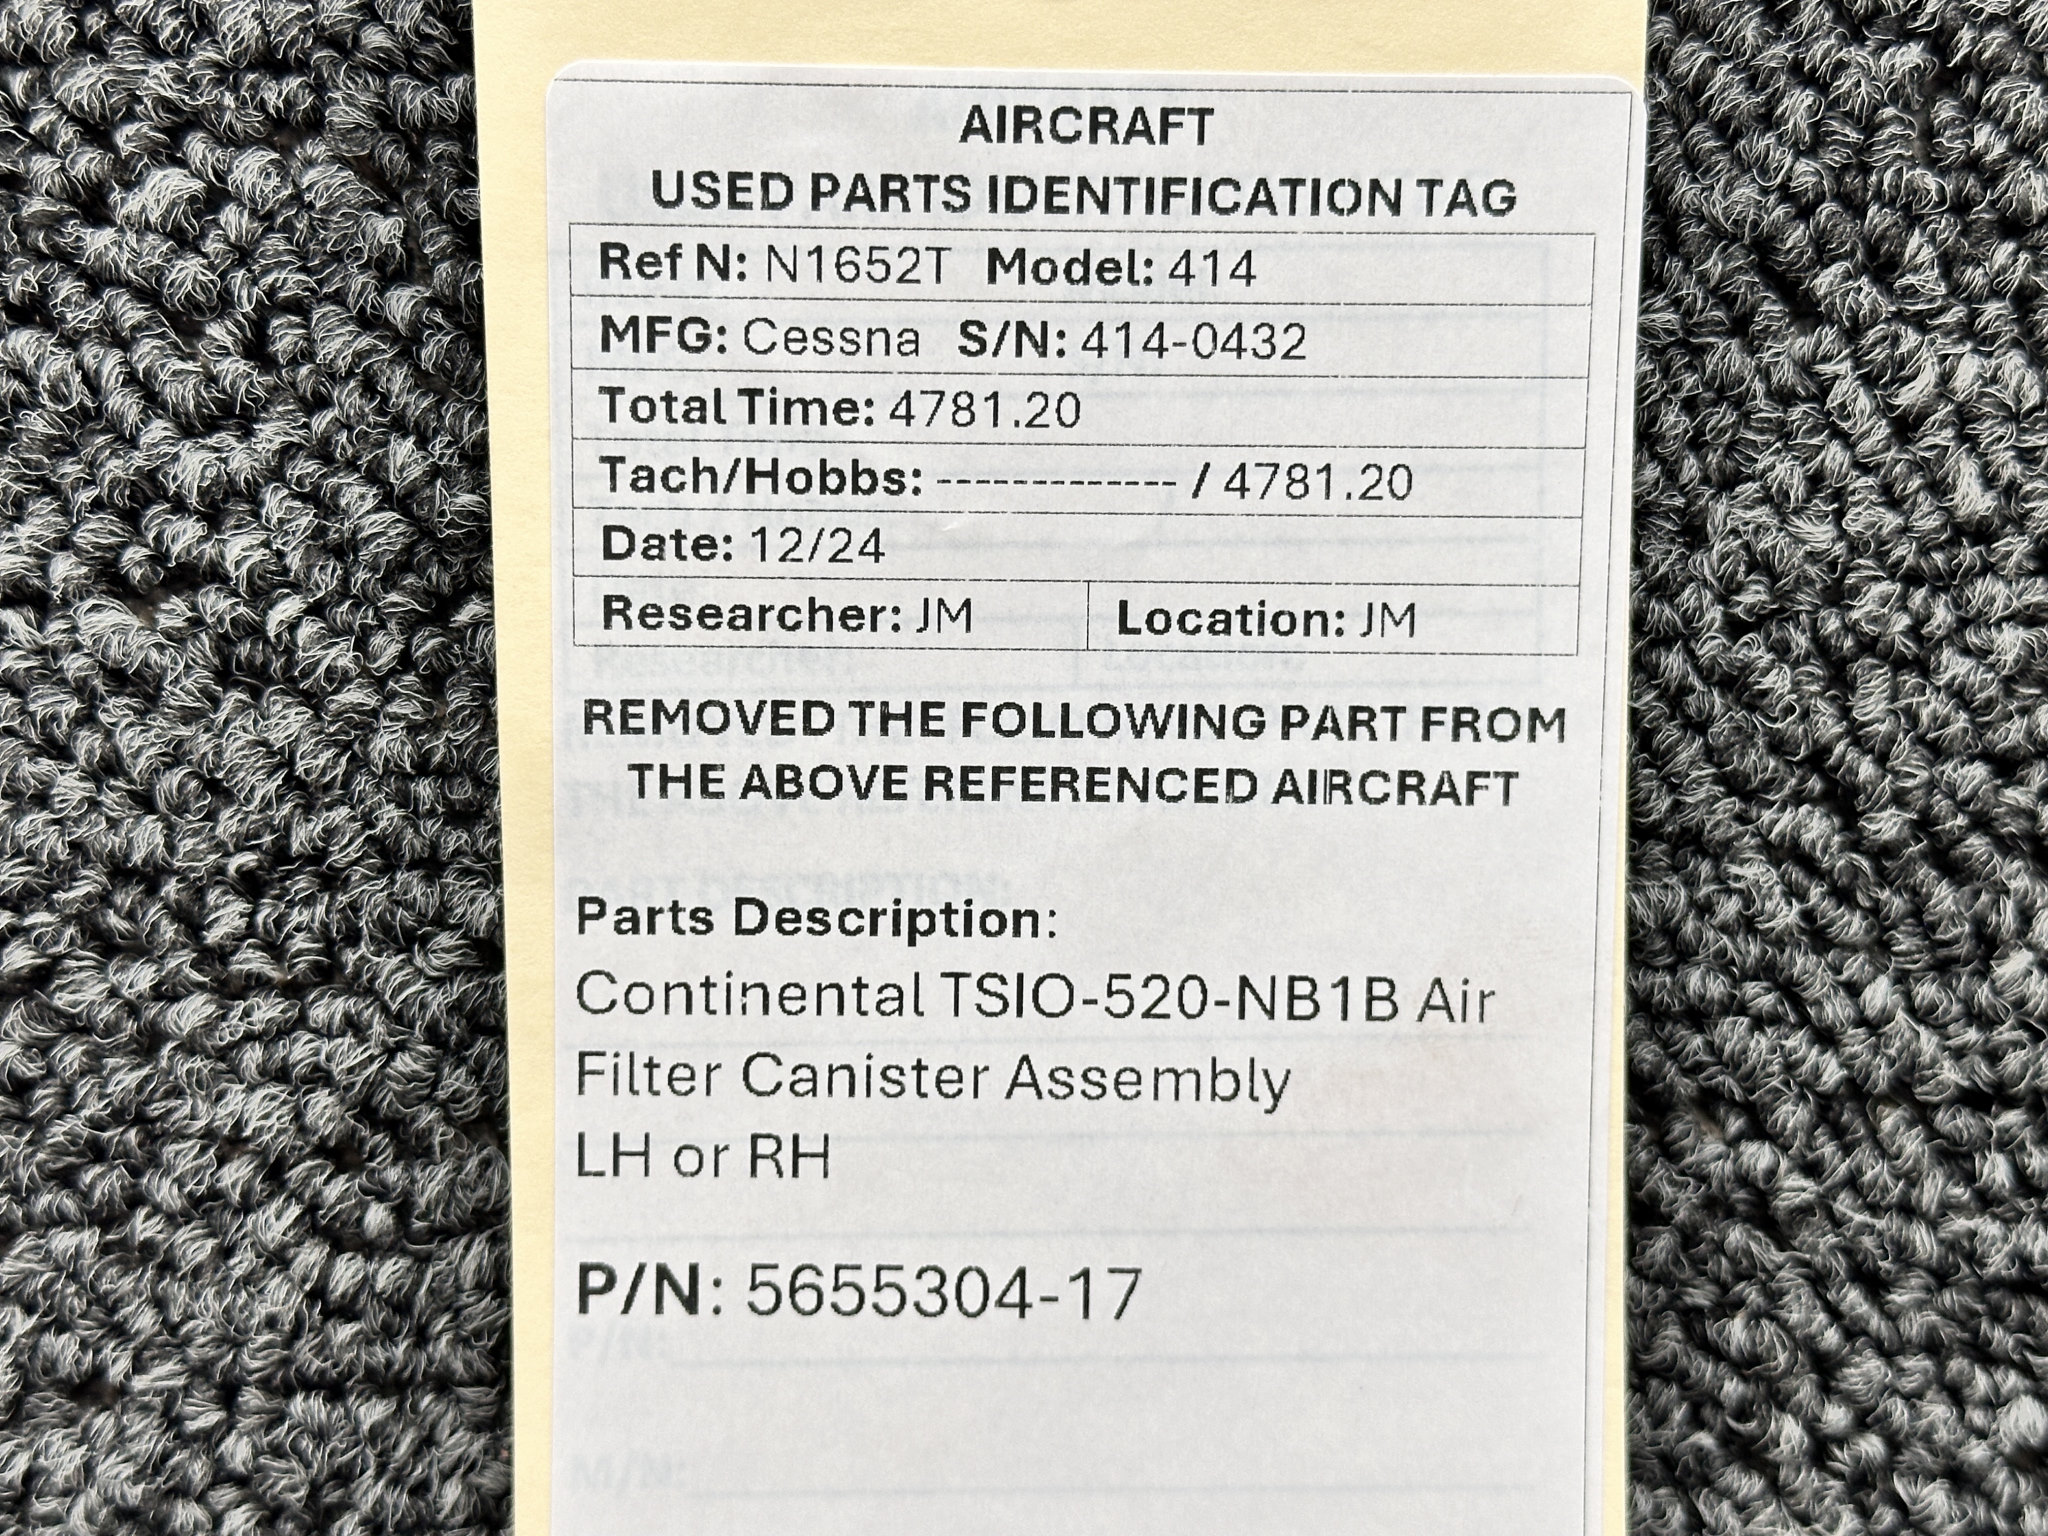 AIRCRAFT
USED PARTS IDENTIFICATION TAG
Ref N: N1652T Model: 414
MFG: Cessna S/N: 414-0432
Total Time: 4781.20
Tach/Hobbs: ------------- / 4781.20
Date: 12/24
Researcher: JM Location: JM
REMOVED THE FOLLOWING PART FROM
THE ABOVE REFERENCED AIRCRAFT
Parts Description:
Continental TSIO-520-NB1B Air
Filter Canister Assembly
LH or RH
P/N: 5655304-17